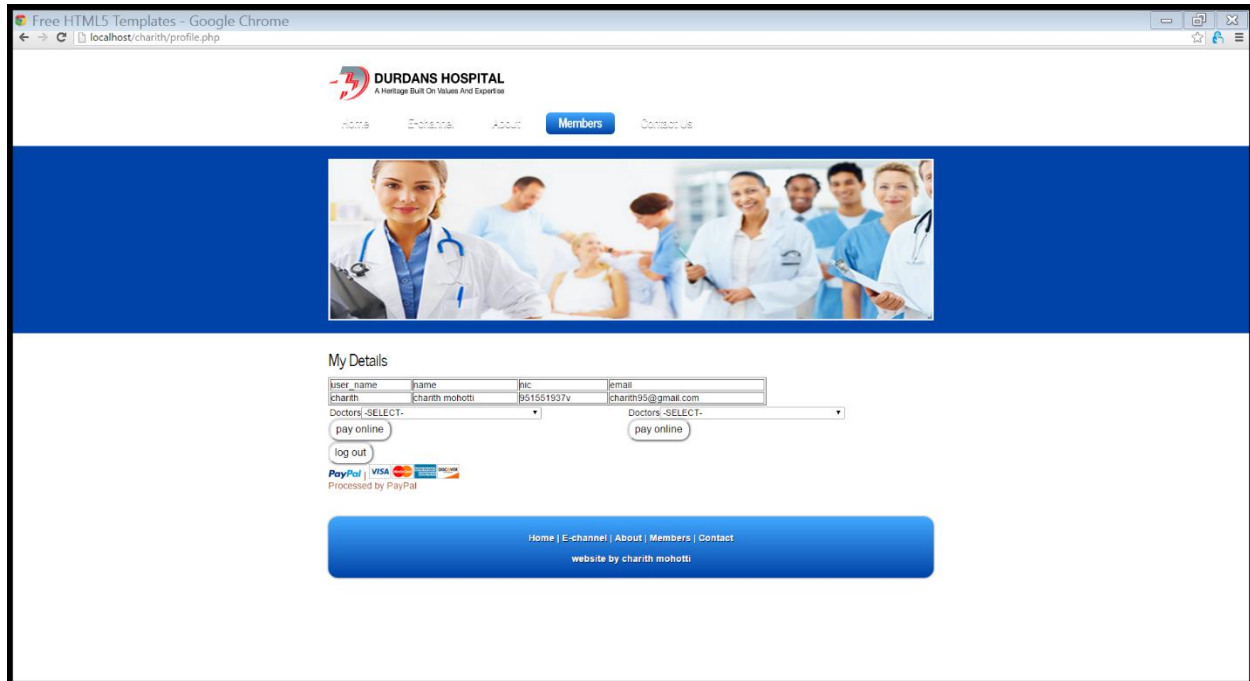 Free HTML5 Templates - Google Chrome
localhost/charith/profile.php
DURDANS HOSPITAL
A Heritage Built On Values And Expertise
Home E-channel About Members Contact Us
My Details
user_name name nic email
charith charith mohotti 951551937v charith95@gmail.com
Doctors -SELECT- Doctors -SELECT-
pay online pay online
log out
PayPal | VISA MasterCard DISCOVER
Processed by PayPal
Home | E-channel | About | Members | Contact
website by charith mohotti